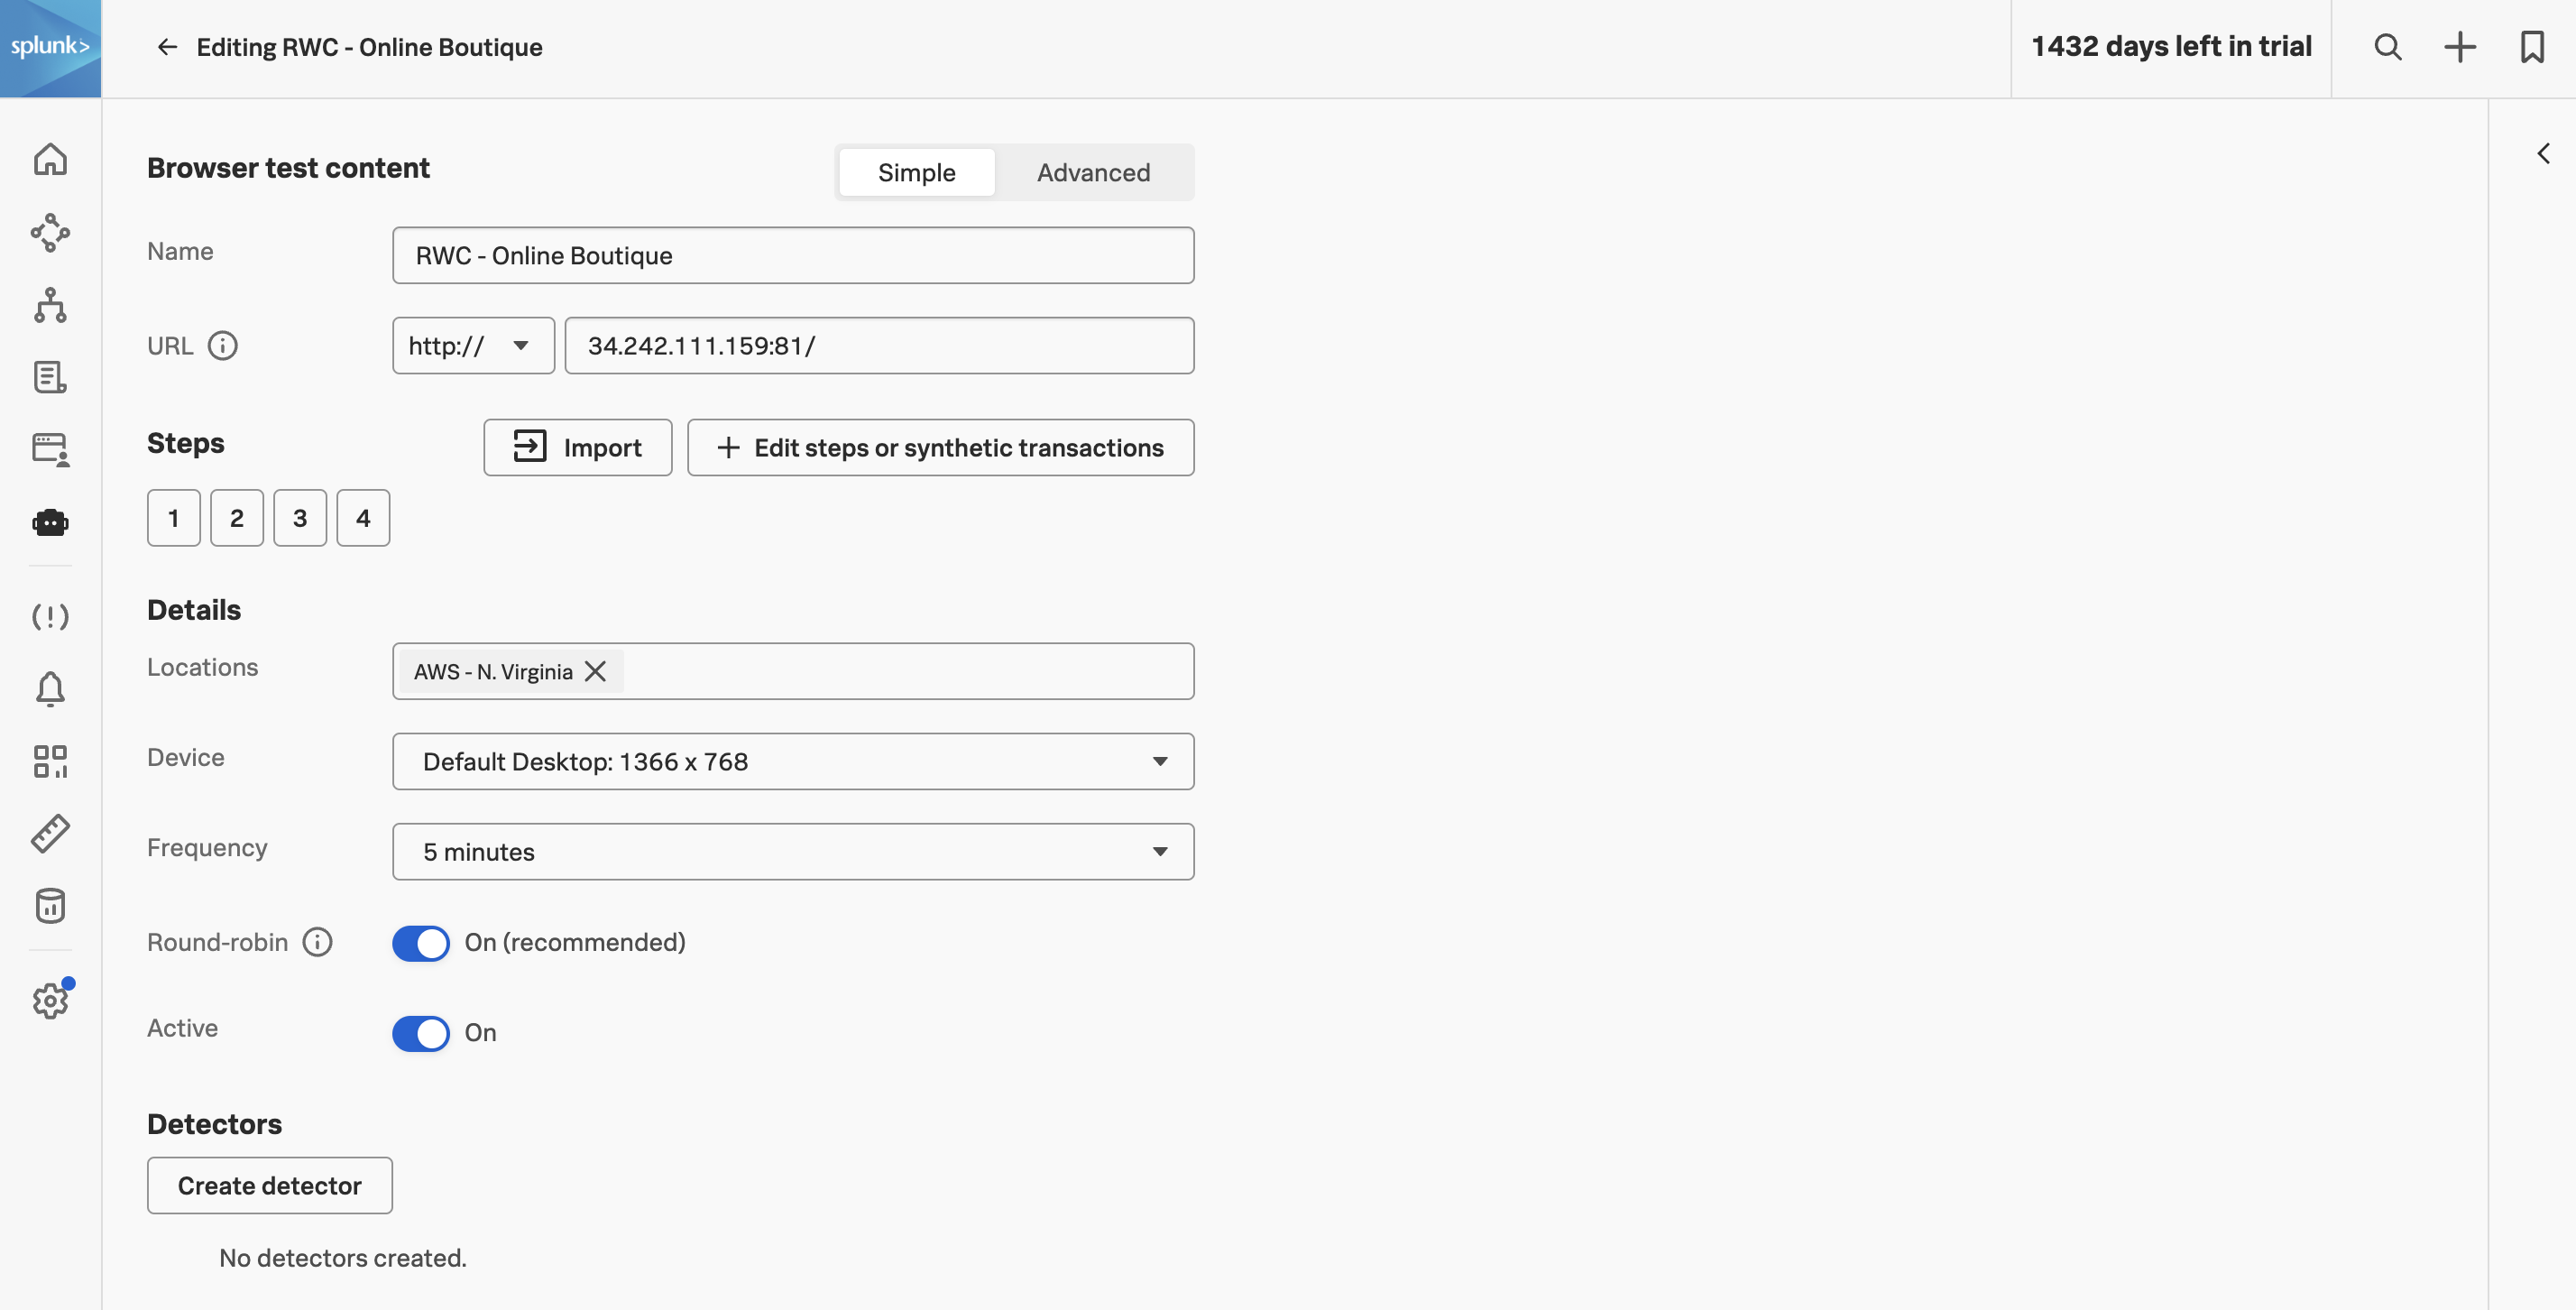 splunk>
Editing RWC - Online Boutique
1432 days left in trial
Browser test content
Simple
Advanced
Name
RWC - Online Boutique
URL
http://
34.242.111.159:81/
Steps
Import
Edit steps or synthetic transactions
1 2 3 4
Details
Locations
AWS - N. Virginia
Device
Default Desktop: 1366 x 768
Frequency
5 minutes
Round-robin
On (recommended)
Active
On
Detectors
Create detector
No detectors created.